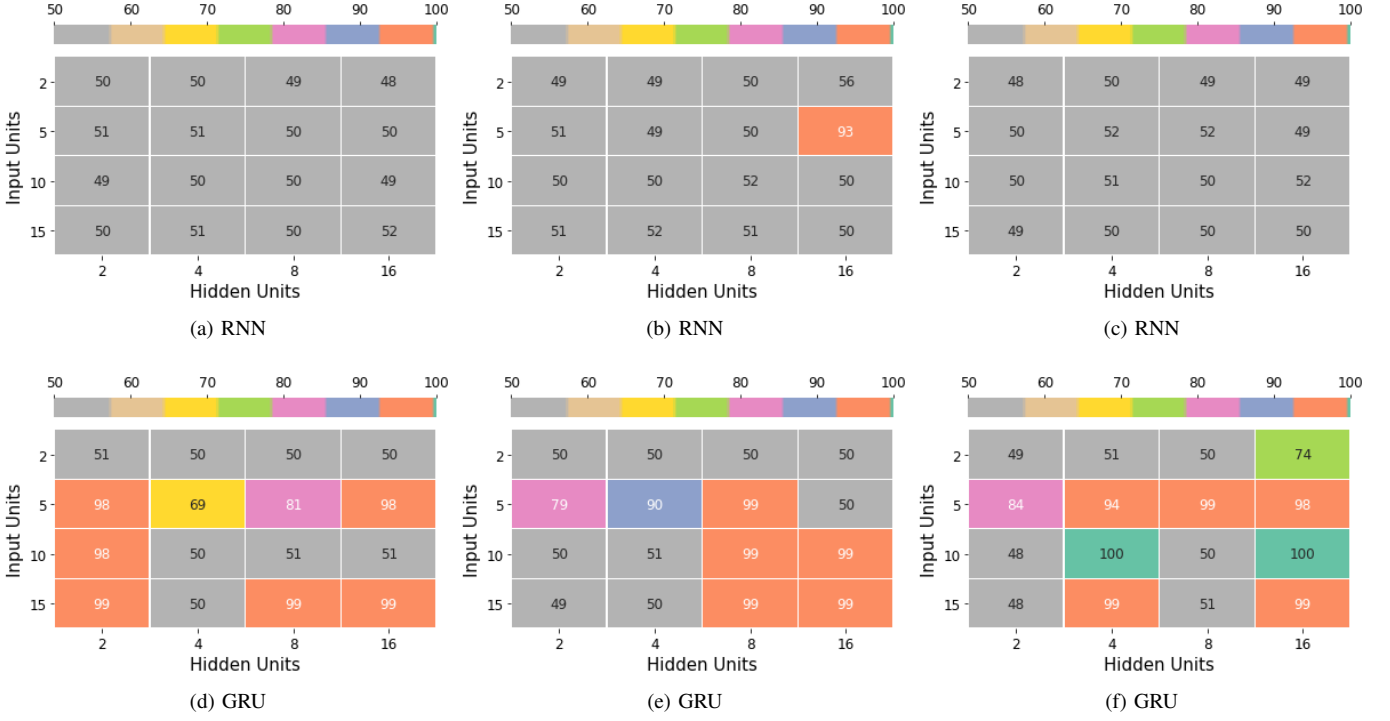 50 60 70 80 90 100 50 60 70 80 90 100 50 60 70 80 90 100
2 50 50 49 48 2 49 49 50 56 2 48 50 49 49
5 51 51 50 50 5 51 49 50 93 5 50 52 52 49
10 49 50 50 49 10 50 50 52 50 10 50 51 50 52
15 50 51 50 52 15 51 52 51 50 15 49 50 50 50
Input Units Input Units Input Units
2 4 8 16 2 4 8 16 2 4 8 16
Hidden Units Hidden Units Hidden Units
(a) RNN (b) RNN (c) RNN
50 60 70 80 90 100 50 60 70 80 90 100 50 60 70 80 90 100
2 51 50 50 50 2 50 50 50 50 2 49 51 50 74
5 98 69 81 98 5 79 90 99 50 5 84 94 99 98
10 98 50 51 51 10 50 51 99 99 10 48 100 50 100
15 99 50 99 99 15 49 50 99 99 15 48 99 51 99
Input Units Input Units Input Units
2 4 8 16 2 4 8 16 2 4 8 16
Hidden Units Hidden Units Hidden Units
(d) GRU (e) GRU (f) GRU